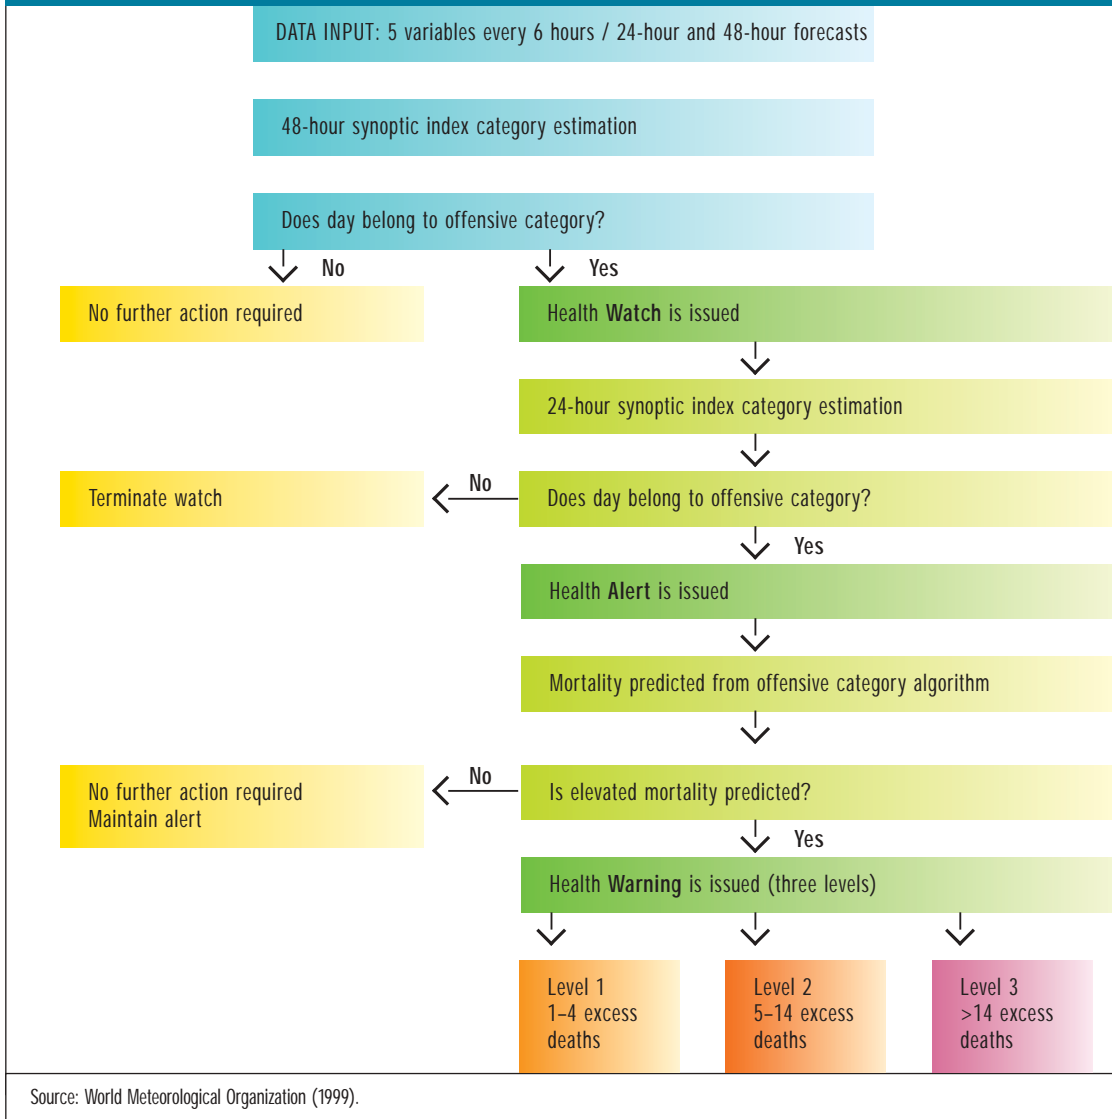 DATA INPUT: 5 variables every 6 hours / 24-hour and 48-hour forecasts
48-hour synoptic index category estimation
Does day belong to offensive category?
No
Yes
No further action required
Health Watch is issued
24-hour synoptic index category estimation
Terminate watch
No
Does day belong to offensive category?
Yes
Health Alert is issued
Mortality predicted from offensive category algorithm
No further action required
Maintain alert
No
Is elevated mortality predicted?
Yes
Health Warning is issued (three levels)
Level 1
1–4 excess
deaths
Level 2
5–14 excess
deaths
Level 3
>14 excess
deaths
Source: World Meteorological Organization (1999).